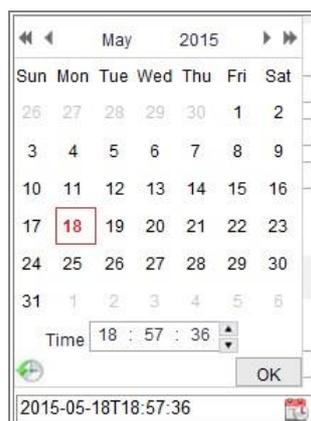 May 2015
Sun Mon Tue Wed Thu Fri Sat
26 27 28 29 30 1 2
3 4 5 6 7 8 9
10 11 12 13 14 15 16
17 18 19 20 21 22 23
24 25 26 27 28 29 30
31 1 2 3 4 5 6
Time 18 : 57 : 36
OK
2015-05-18T18:57:36